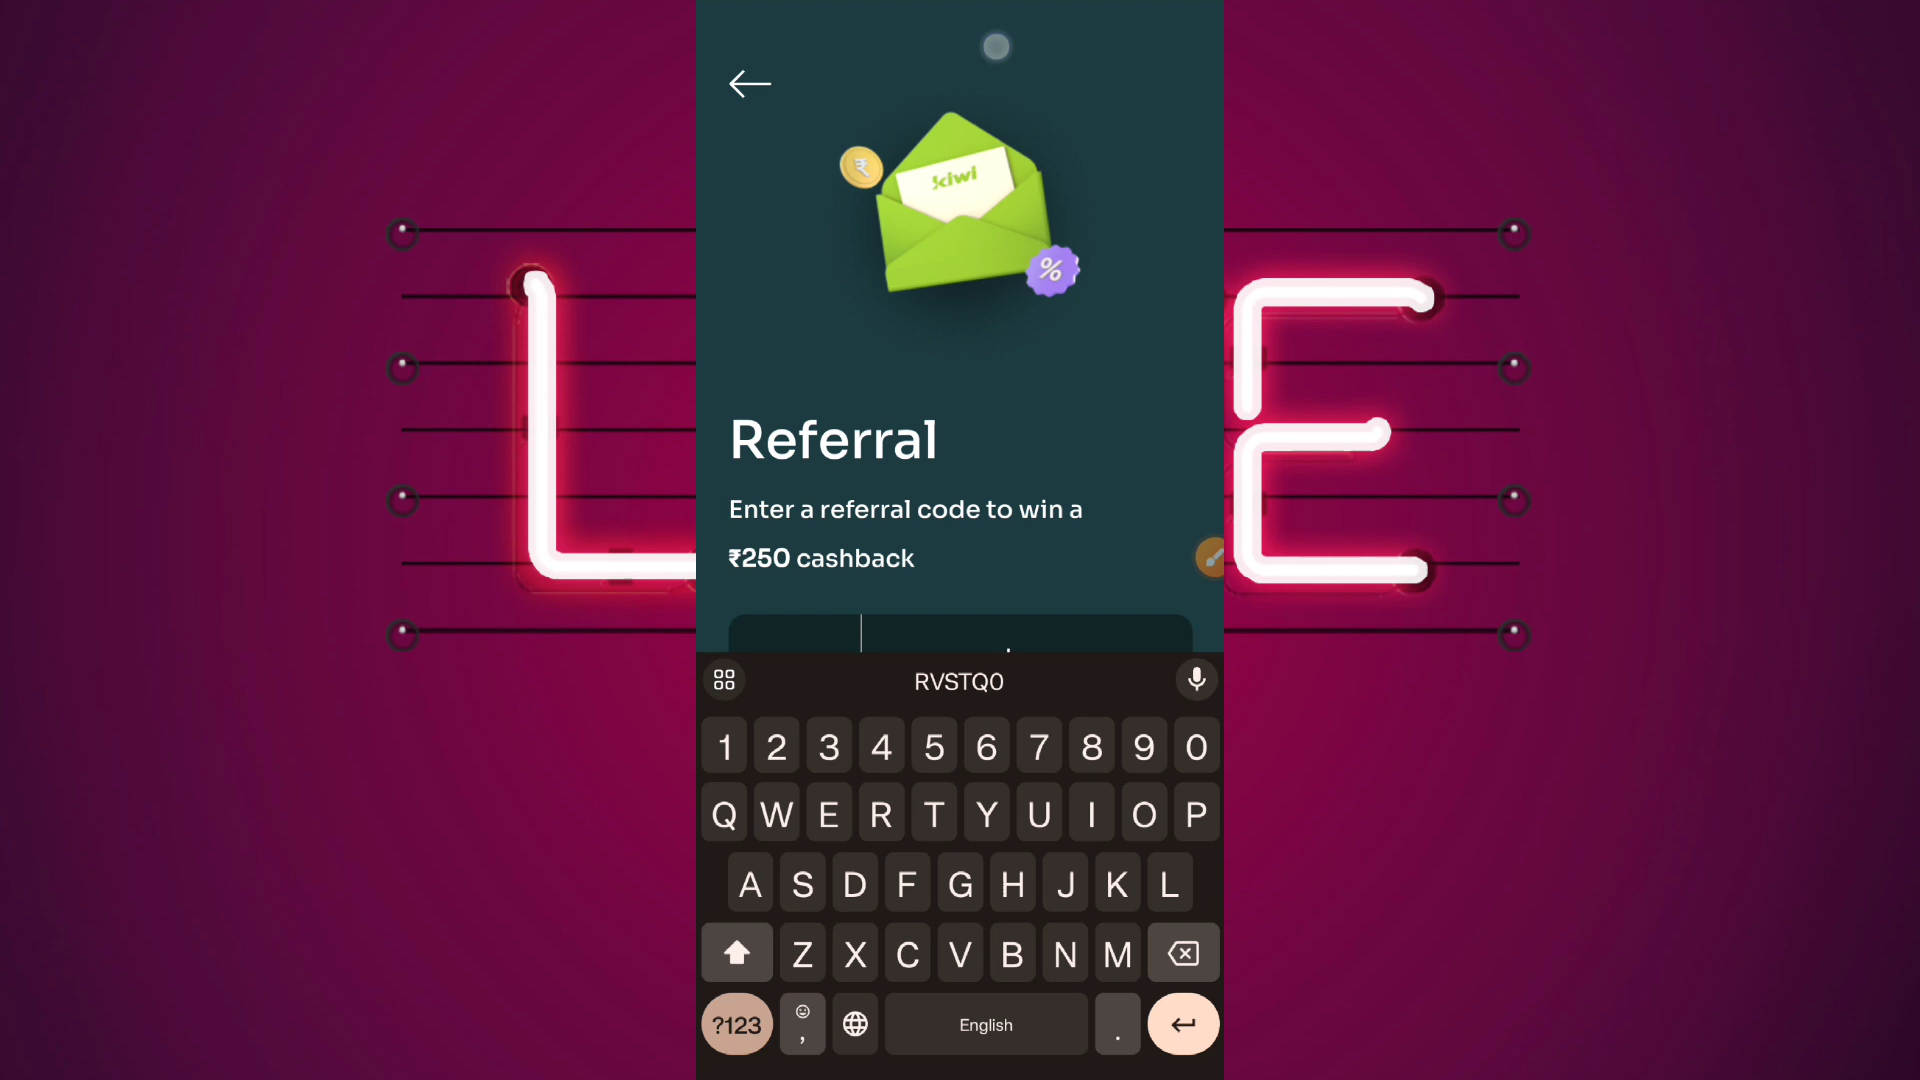 kiwi
₹
%
Referral
Enter a referral code to win a
₹250 cashback
RVSTQ0
1 2 3 4 5 6 7 8 9 0
Q W E R T Y U I O P
A S D F G H J K L
Z X C V B N M
?123 , English .
L E